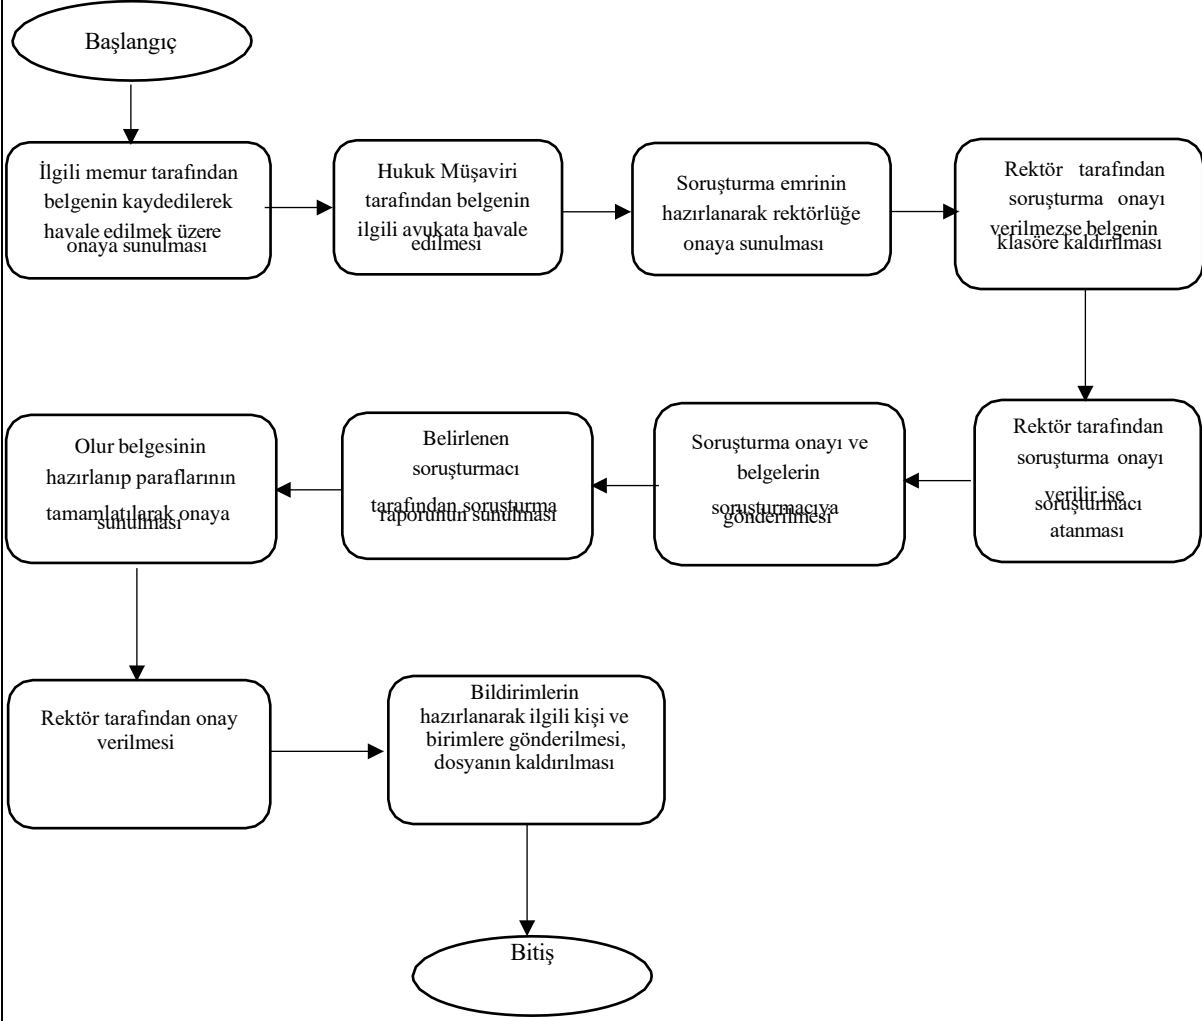 Başlangıç
İlgili memur tarafından
belgenin kaydedilerek
havale edilmek üzere
onaya sunulması
Hukuk Müşaviri
tarafından belgenin
ilgili avukata havale
edilmesi
Soruşturma emrinin
hazırlanarak rektörlüğe
onaya sunulması
Rektör tarafından
soruşturma onayı
verilmezse belgenin
klasöre kaldırılması
Rektör tarafından
soruşturma onayı
verilir ise
soruşturmacı
atanması
Soruşturma onayı ve
belgelerin
soruşturmacıya
gönderilmesi
Belirlenen
soruşturmacı
tarafından soruşturma
raporunun sunulması
Olur belgesinin
hazırlanıp paraflarının
tamamlatılarak onaya
sunulması
Rektör tarafından onay
verilmesi
Bildirimlerin
hazırlanarak ilgili kişi ve
birimlere gönderilmesi,
dosyanın kaldırılması
Bitiş